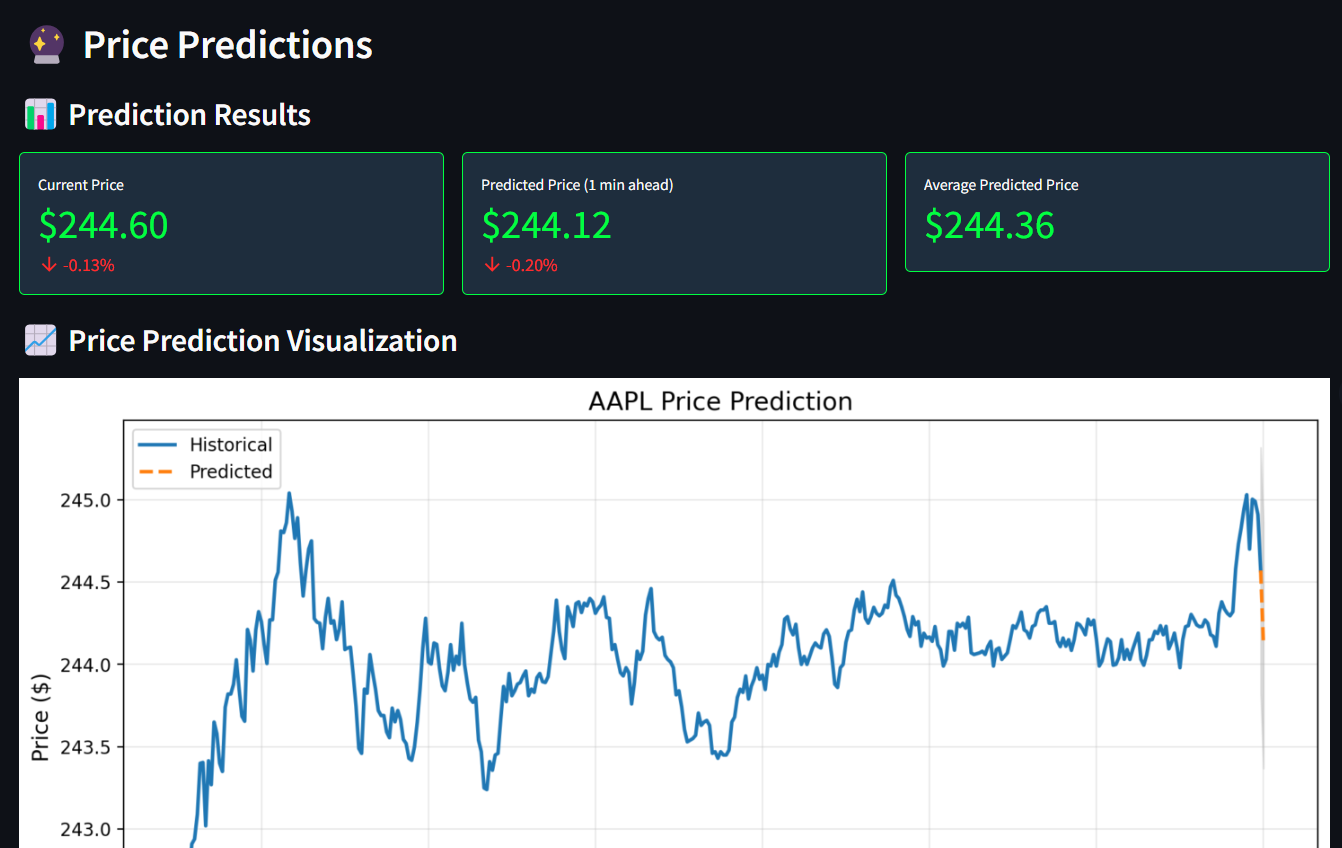 Price Predictions
Prediction Results
Current Price
$244.60
↓ -0.13%
Predicted Price (1 min ahead)
$244.12
↓ -0.20%
Average Predicted Price
$244.36
Price Prediction Visualization
AAPL Price Prediction
Historical
Predicted
Price ($)
245.0
244.5
244.0
243.5
243.0